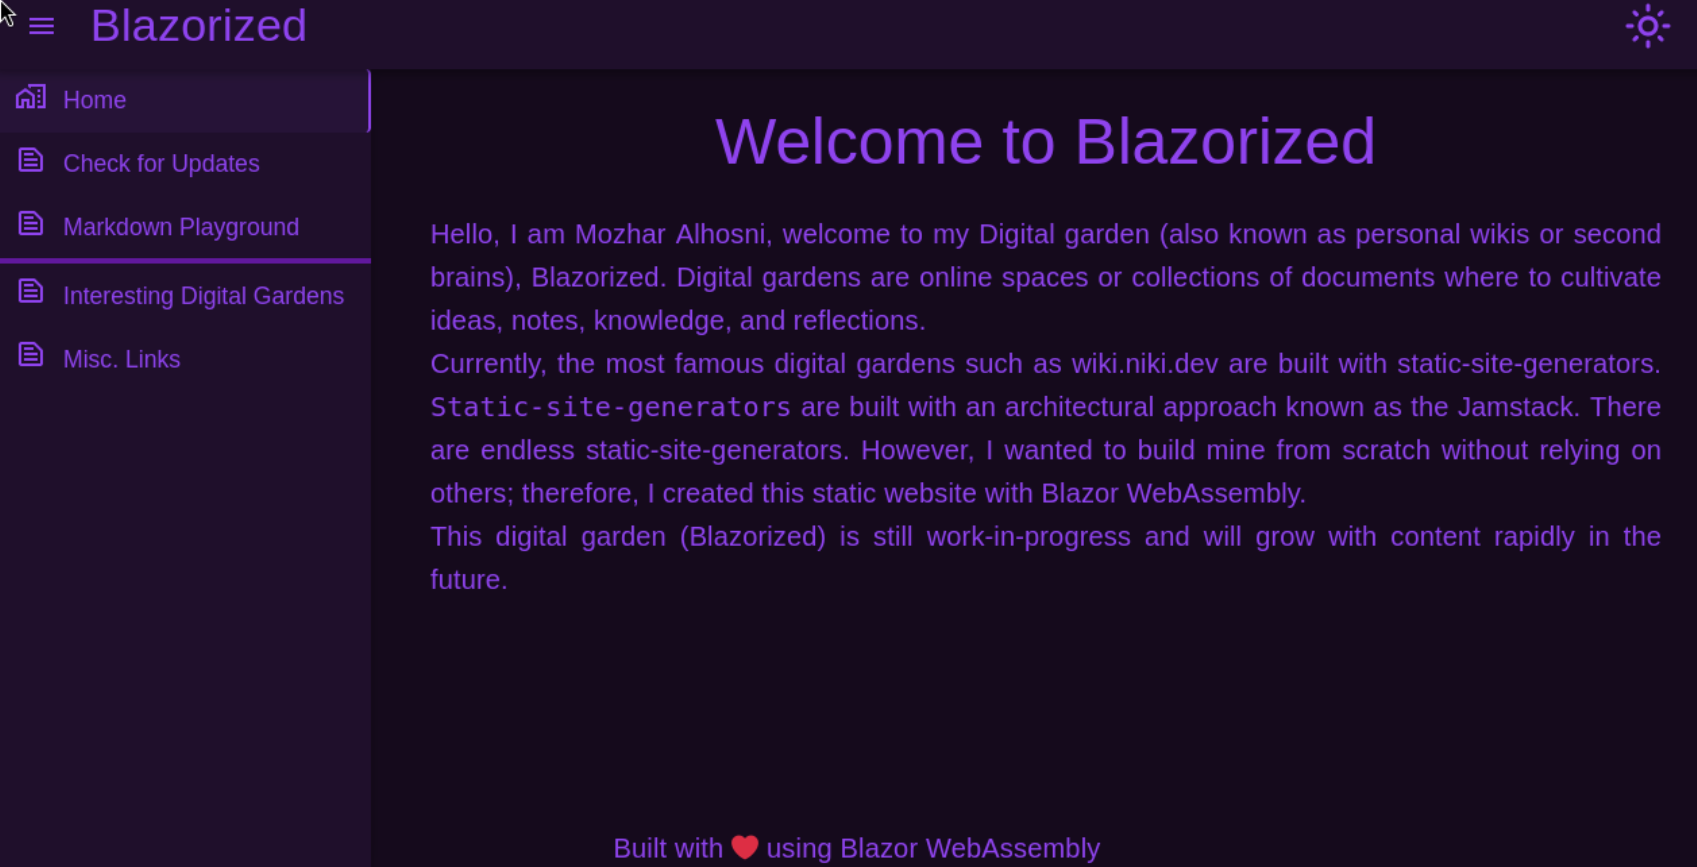 Blazorized
Home
Check for Updates
Markdown Playground
Interesting Digital Gardens
Misc. Links
Welcome to Blazorized
Hello, I am Mozhar Alhosni, welcome to my Digital garden (also known as personal wikis or second
brains), Blazorized. Digital gardens are online spaces or collections of documents where to cultivate
ideas, notes, knowledge, and reflections.
Currently, the most famous digital gardens such as wiki.niki.dev are built with static-site-generators.
Static-site-generators are built with an architectural approach known as the Jamstack. There
are endless static-site-generators. However, I wanted to build mine from scratch without relying on
others; therefore, I created this static website with Blazor WebAssembly.
This digital garden (Blazorized) is still work-in-progress and will grow with content rapidly in the
future.
Built with ❤️ using Blazor WebAssembly